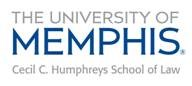 THE UNIVERSITY OF
MEMPHIS®
Cecil C. Humphreys School of Law